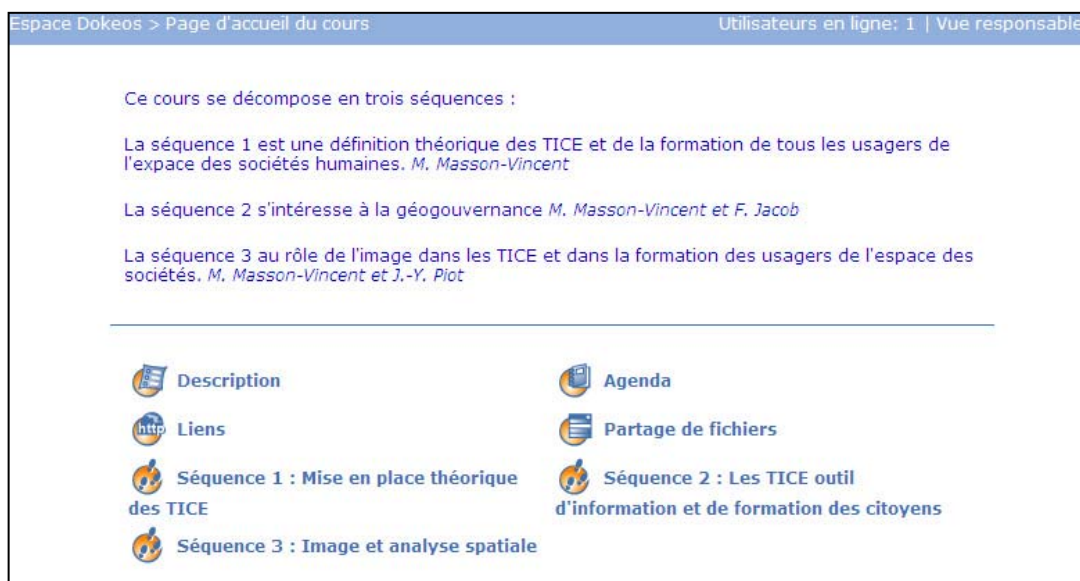 Espace Dokeos > Page d'accueil du cours
Utilisateurs en ligne: 1 | Vue responsable
Ce cours se décompose en trois séquences :
La séquence 1 est une définition théorique des TICE et de la formation de tous les usagers de
l'expace des sociétés humaines. M. Masson-Vincent
La séquence 2 s'intéresse à la géogouvernance M. Masson-Vincent et F. Jacob
La séquence 3 au rôle de l'image dans les TICE et dans la formation des usagers de l'espace des
sociétés. M. Masson-Vincent et J.-Y. Piot
Description
Agenda
http
Liens
Partage de fichiers
Séquence 1 : Mise en place théorique
des TICE
Séquence 2 : Les TICE outil
d'information et de formation des citoyens
Séquence 3 : Image et analyse spatiale